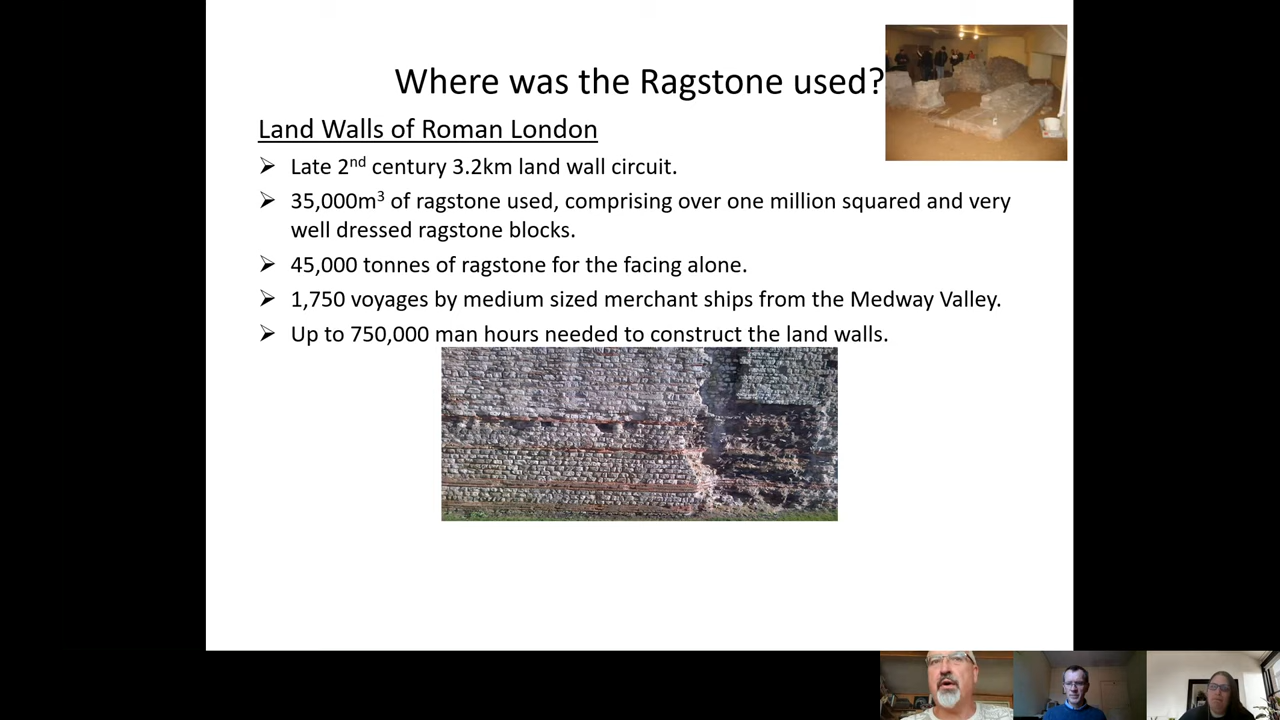 Where was the Ragstone used?
Land Walls of Roman London
➢ Late 2nd century 3.2km land wall circuit.
➢ 35,000m3 of ragstone used, comprising over one million squared and very
well dressed ragstone blocks.
➢ 45,000 tonnes of ragstone for the facing alone.
➢ 1,750 voyages by medium sized merchant ships from the Medway Valley.
➢ Up to 750,000 man hours needed to construct the land walls.